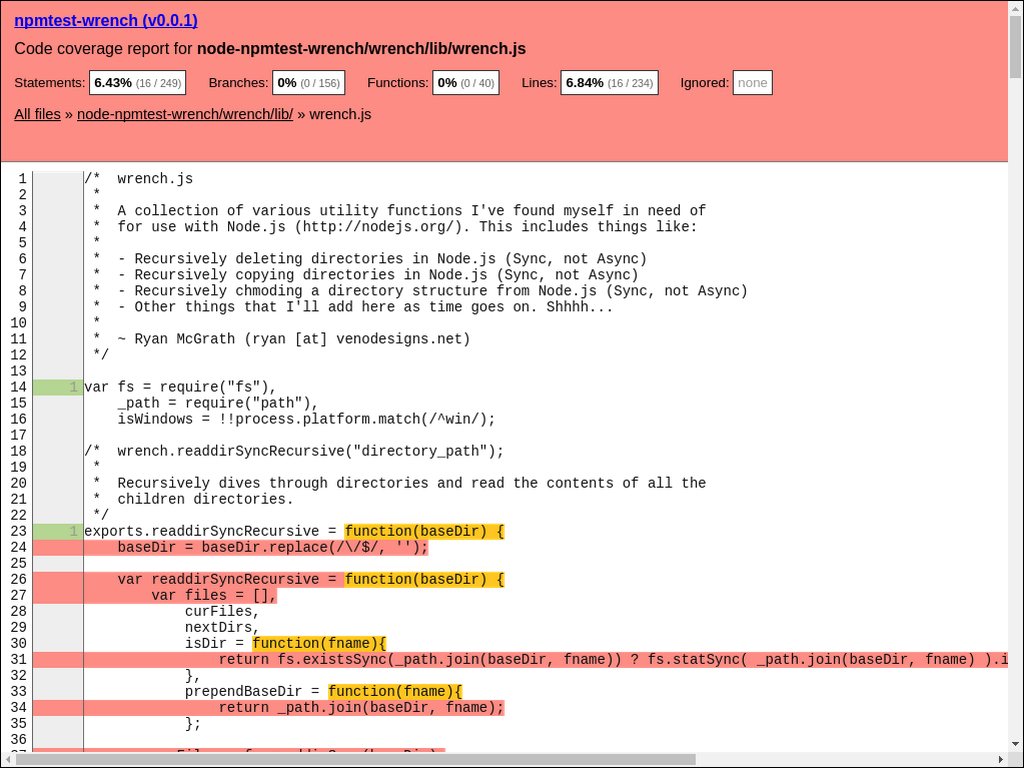 npmtest-wrench (v0.0.1)
Code coverage report for node-npmtest-wrench/wrench/lib/wrench.js
Statements: 6.43% (16 / 249) Branches: 0% (0 / 156) Functions: 0% (0 / 40) Lines: 6.84% (16 / 234) Ignored: none
All files » node-npmtest-wrench/wrench/lib/ » wrench.js
1 /*  wrench.js
2  *
3  *  A collection of various utility functions I've found myself in need of
4  *  for use with Node.js (http://nodejs.org/). This includes things like:
5  *
6  *  - Recursively deleting directories in Node.js (Sync, not Async)
7  *  - Recursively copying directories in Node.js (Sync, not Async)
8  *  - Recursively chmoding a directory structure from Node.js (Sync, not Async)
9  *  - Other things that I'll add here as time goes on. Shhhh...
10  *
11  *  ~ Ryan McGrath (ryan [at] venodesigns.net)
12  */
13
14 1 var fs = require("fs"),
15     _path = require("path"),
16     isWindows = !!process.platform.match(/^win/);
17
18 /*  wrench.readdirSyncRecursive("directory_path");
19  *
20  *  Recursively dives through directories and read the contents of all the
21  *  children directories.
22  */
23 1 exports.readdirSyncRecursive = function(baseDir) {
24     baseDir = baseDir.replace(/\/$/, '');
25
26     var readdirSyncRecursive = function(baseDir) {
27         var files = [],
28             curFiles,
29             nextDirs,
30             isDir = function(fname){
31                 return fs.existsSync(_path.join(baseDir, fname)) ? fs.statSync( _path.join(baseDir, fname) ).i
32             },
33             prependBaseDir = function(fname){
34                 return _path.join(baseDir, fname);
35             };
36